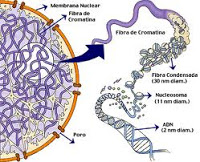 Membrana Nuclear
Fibra de
Cromatina
Fibra de Cromatina
Fibra Condensada
(30 nm diam.)
Nucleosoma
(11 nm diam.)
ADN
(2 nm diam.)
Poro